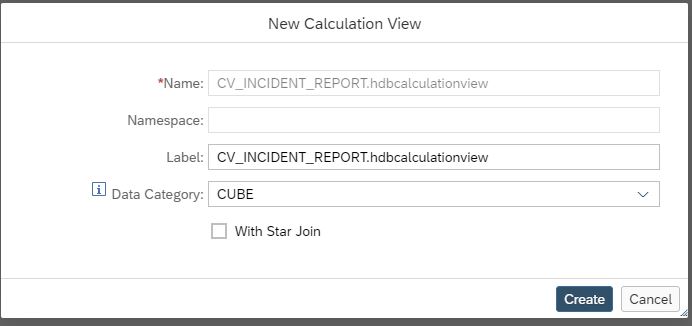 New Calculation View
*Name: CV_INCIDENT_REPORT.hdbcalculationview
Namespace:
Label: CV_INCIDENT_REPORT.hdbcalculationview
i Data Category: CUBE
With Star Join
Create Cancel